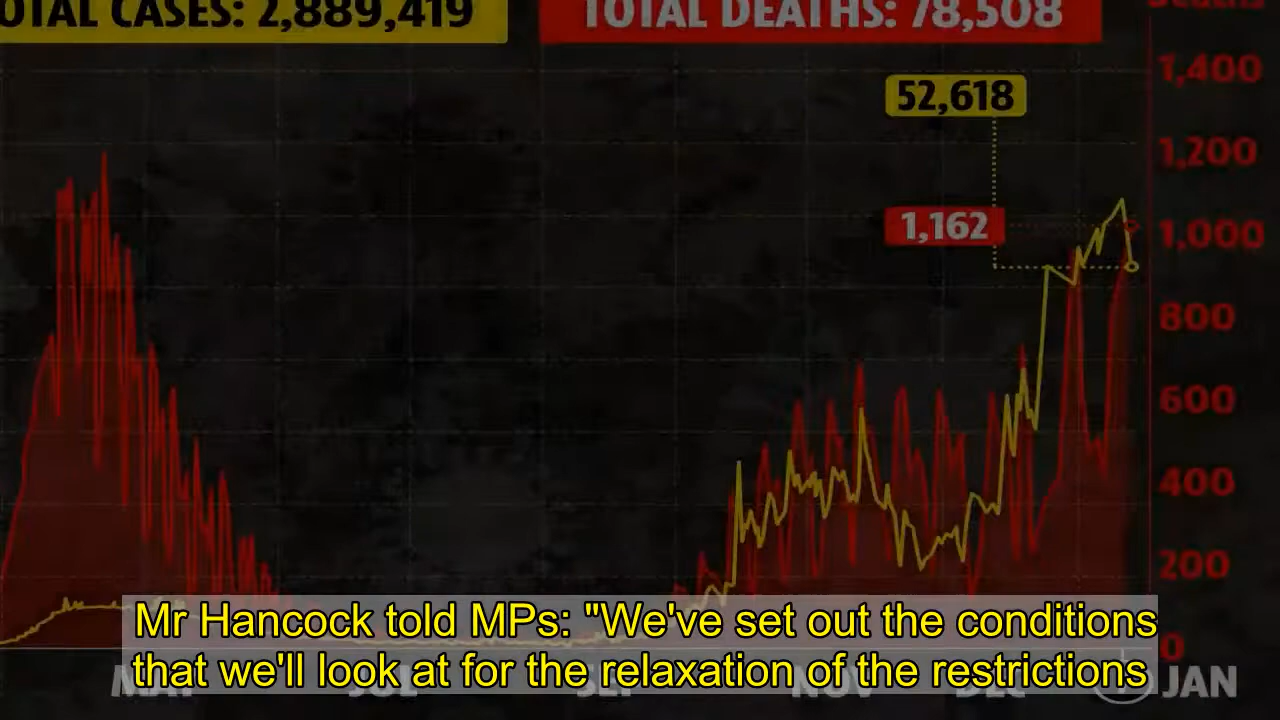 OTAL CASES: 2,889,419
TOTAL DEATHS: 78,508
1,400
52,618
1,200
1,162
1,000
800
600
400
200
0
Mr Hancock told MPs: "We've set out the conditions
that we'll look at for the relaxation of the restrictions
NOV
JAN